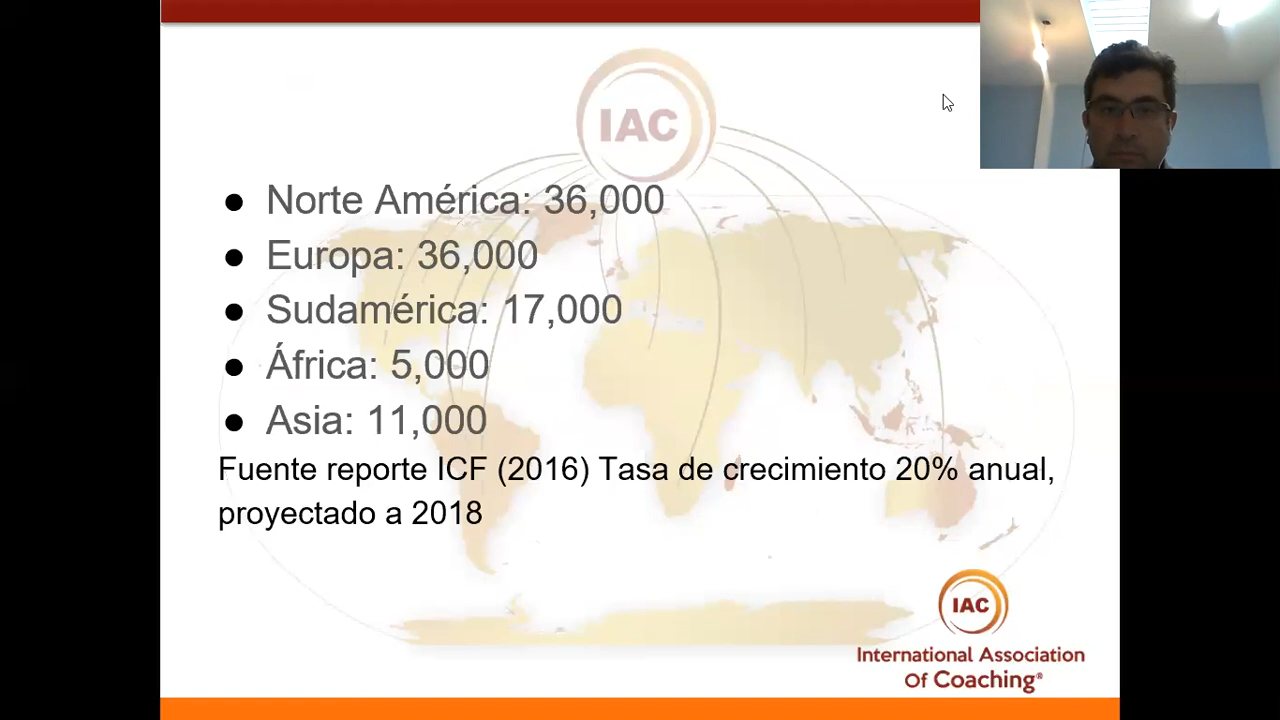 IAC
Norte América: 36,000
Europa: 36,000
Sudamérica: 17,000
África: 5,000
Asia: 11,000
Fuente reporte ICF (2016) Tasa de crecimiento 20% anual,
proyectado a 2018
IAC
International Association
Of Coaching®